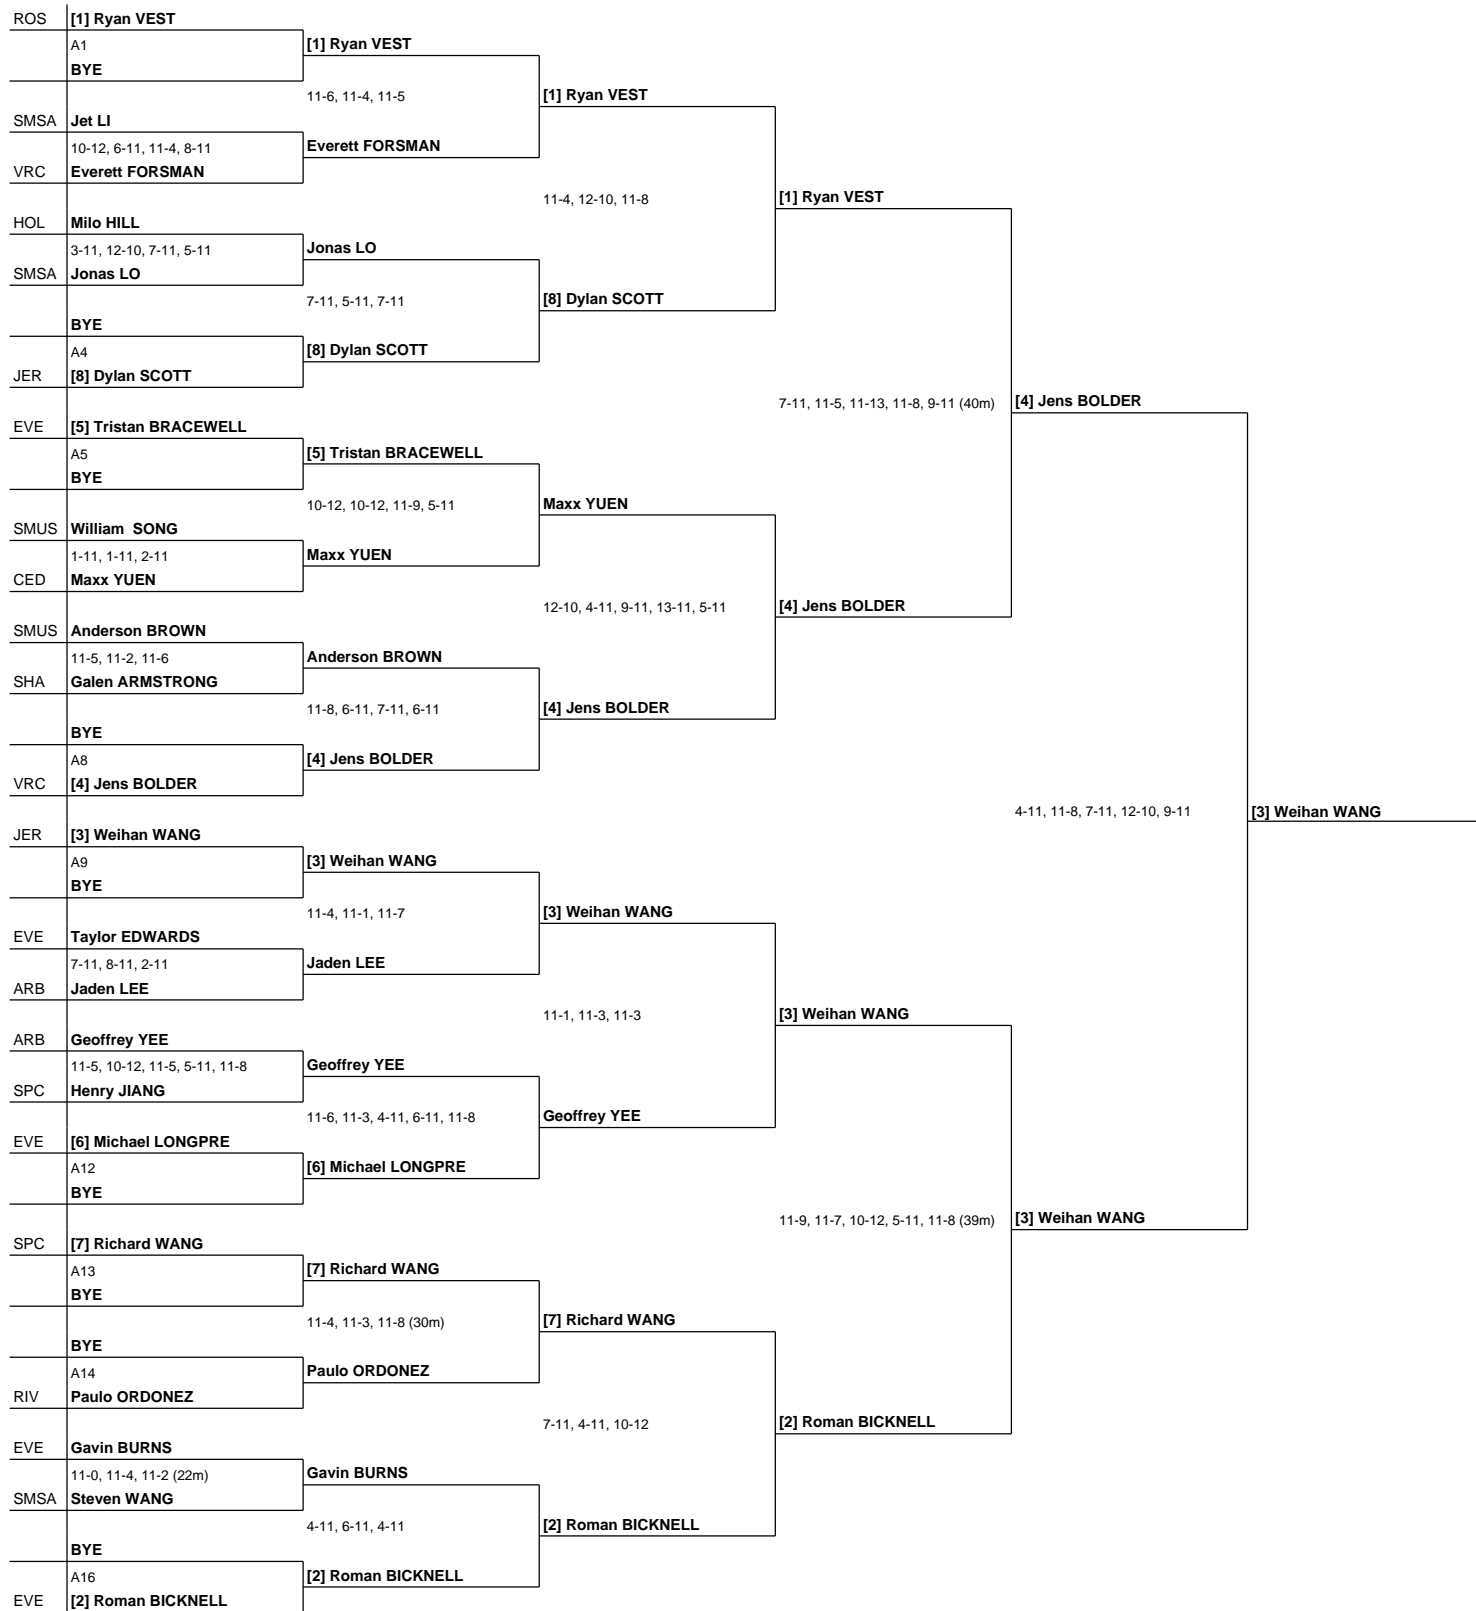 ROS [1] Ryan VEST
A1 [1] Ryan VEST
BYE
11-6, 11-4, 11-5 [1] Ryan VEST
SMSA Jet LI
10-12, 6-11, 11-4, 8-11 Everett FORSMAN
VRC Everett FORSMAN
11-4, 12-10, 11-8 [1] Ryan VEST
HOL Milo HILL
3-11, 12-10, 7-11, 5-11 Jonas LO
SMSA Jonas LO
7-11, 5-11, 7-11 [8] Dylan SCOTT
BYE
A4 [8] Dylan SCOTT
JER [8] Dylan SCOTT
7-11, 11-5, 11-13, 11-8, 9-11 (40m) [4] Jens BOLDER
EVE [5] Tristan BRACEWELL
A5 [5] Tristan BRACEWELL
BYE
10-12, 10-12, 11-9, 5-11 Maxx YUEN
SMUS William  SONG
1-11, 1-11, 2-11 Maxx YUEN
CED Maxx YUEN
12-10, 4-11, 9-11, 13-11, 5-11 [4] Jens BOLDER
SMUS Anderson BROWN
11-5, 11-2, 11-6 Anderson BROWN
SHA Galen ARMSTRONG
11-8, 6-11, 7-11, 6-11 [4] Jens BOLDER
BYE
A8 [4] Jens BOLDER
VRC [4] Jens BOLDER
4-11, 11-8, 7-11, 12-10, 9-11 [3] Weihan WANG
JER [3] Weihan WANG
A9 [3] Weihan WANG
BYE
11-4, 11-1, 11-7 [3] Weihan WANG
EVE Taylor EDWARDS
7-11, 8-11, 2-11 Jaden LEE
ARB Jaden LEE
11-1, 11-3, 11-3 [3] Weihan WANG
ARB Geoffrey YEE
11-5, 10-12, 11-5, 5-11, 11-8 Geoffrey YEE
SPC Henry JIANG
11-6, 11-3, 4-11, 6-11, 11-8 Geoffrey YEE
EVE [6] Michael LONGPRE
A12 [6] Michael LONGPRE
BYE
11-9, 11-7, 10-12, 5-11, 11-8 (39m) [3] Weihan WANG
SPC [7] Richard WANG
A13 [7] Richard WANG
BYE
11-4, 11-3, 11-8 (30m) [7] Richard WANG
BYE
A14 Paulo ORDONEZ
RIV Paulo ORDONEZ
7-11, 4-11, 10-12 [2] Roman BICKNELL
EVE Gavin BURNS
11-0, 11-4, 11-2 (22m) Gavin BURNS
SMSA Steven WANG
4-11, 6-11, 4-11 [2] Roman BICKNELL
BYE
A16 [2] Roman BICKNELL
EVE [2] Roman BICKNELL